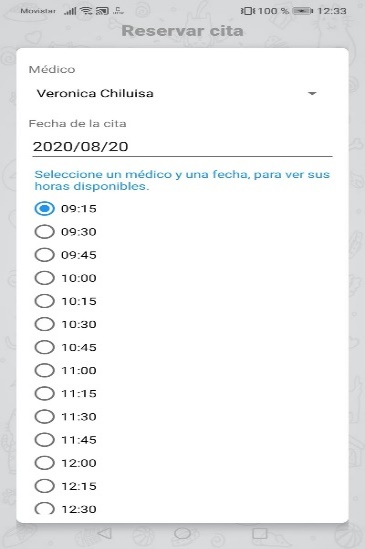 Movistar 100 % 12:33
Reservar cita
Médico
Veronica Chiluisa
Fecha de la cita
2020/08/20
Seleccione un médico y una fecha, para ver sus
horas disponibles.
09:15
09:30
09:45
10:00
10:15
10:30
10:45
11:00
11:15
11:30
11:45
12:00
12:15
12:30